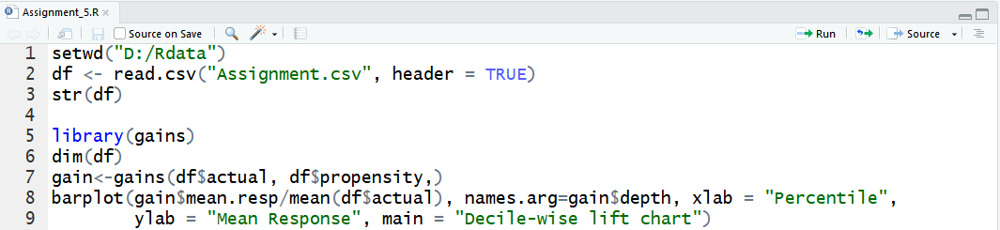 Assignment_5.R
Source on Save
Run
Source
1 setwd("D:/Rdata")
2 df <- read.csv("Assignment.csv", header = TRUE)
3 str(df)
4
5 library(gains)
6 dim(df)
7 gain<-gains(df$actual, df$propensity,)
8 barplot(gain$mean.resp/mean(df$actual), names.arg=gain$depth, xlab = "Percentile",
9         ylab = "Mean Response", main = "Decile-wise lift chart")